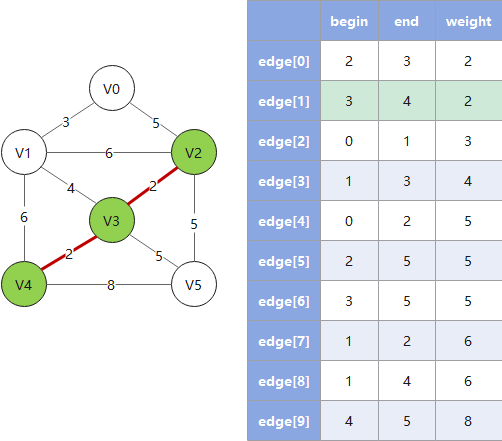 V0
3
5
V1
6
V2
4
2
6
V3
5
2
5
V4
8
V5
begin end weight
edge[0] 2 3 2
edge[1] 3 4 2
edge[2] 0 1 3
edge[3] 1 3 4
edge[4] 0 2 5
edge[5] 2 5 5
edge[6] 3 5 5
edge[7] 1 2 6
edge[8] 1 4 6
edge[9] 4 5 8